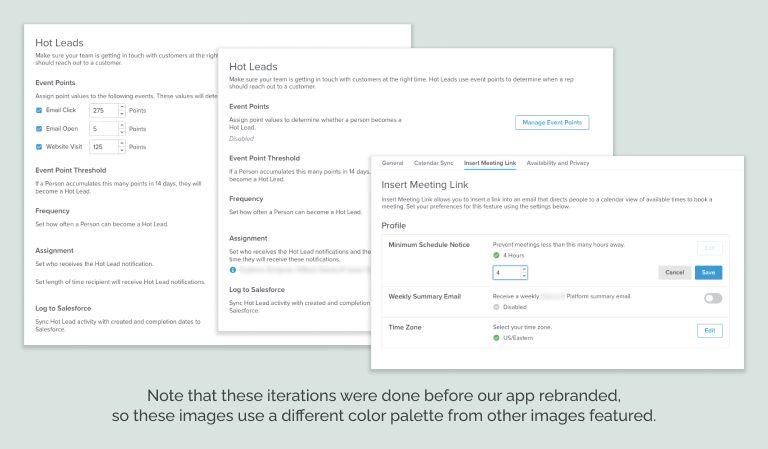 Hot Leads
Make sure your team is getting in touch with customers at the right
should reach out to a customer.
Event Points
Assign point values to the following events. These values will dete
Email Click 275 Points
Email Open 5 Points
Website Visit 125 Points
Event Point Threshold
If a Person accumulates this many points in 14 days, they will
become a Hot Lead.
Frequency
Set how often a Person can become a Hot Lead.
Assignment
Set who receives the Hot Lead notification.
Set length of time recipient will receive Hot Lead notifications.
Log to Salesforce
Sync Hot Lead activity with created and completion dates to
Salesforce.
Hot Leads
Make sure your team is getting in touch with customers at the right time. Hot Leads use event points to determine when a rep
should reach out to a customer.
Event Points
Assign point values to determine whether a person becomes a
Hot Lead.
Disabled
Manage Event Points
Event Point Threshold
If a Person accumulates this many points in 14 days,
become a Hot Lead.
Frequency
Set how often a Person can become a Hot Lead.
Assignment
Set who receives the Hot Lead notifications and the
time they will receive these notifications.
Log to Salesforce
Sync Hot Lead activity with created and completion
Salesforce.
General Calendar Sync Insert Meeting Link Availability and Privacy
Insert Meeting Link
Insert Meeting Link allows you to insert a link into an email that directs people to a calendar view of available times to book a
meeting. Set your preferences for this feature using the settings below.
Profile
Minimum Schedule Notice Prevent meetings less than this many hours away. Edit
4 Hours
4 Cancel Save
Weekly Summary Email Receive a weekly Platform summary email.
Disabled
Time Zone Select your time zone. Edit
US/Eastern
Note that these iterations were done before our app rebranded,
so these images use a different color palette from other images featured.